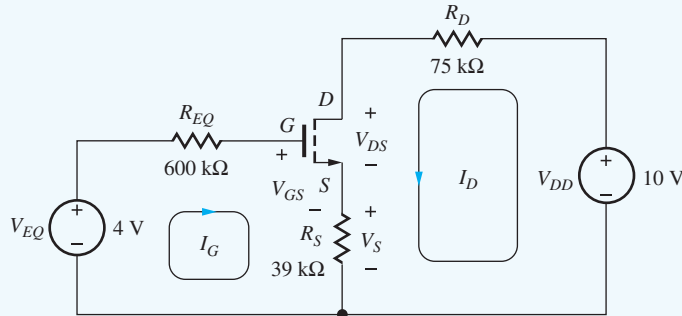 R_D
75 kΩ
D
+
R_EQ
G
V_DS
+
–
600 kΩ
V_GS
S
I_D
+
V_DD
10 V
–
–
+
V_EQ
4 V
–
I_G
R_S
V_S
+
39 kΩ
–